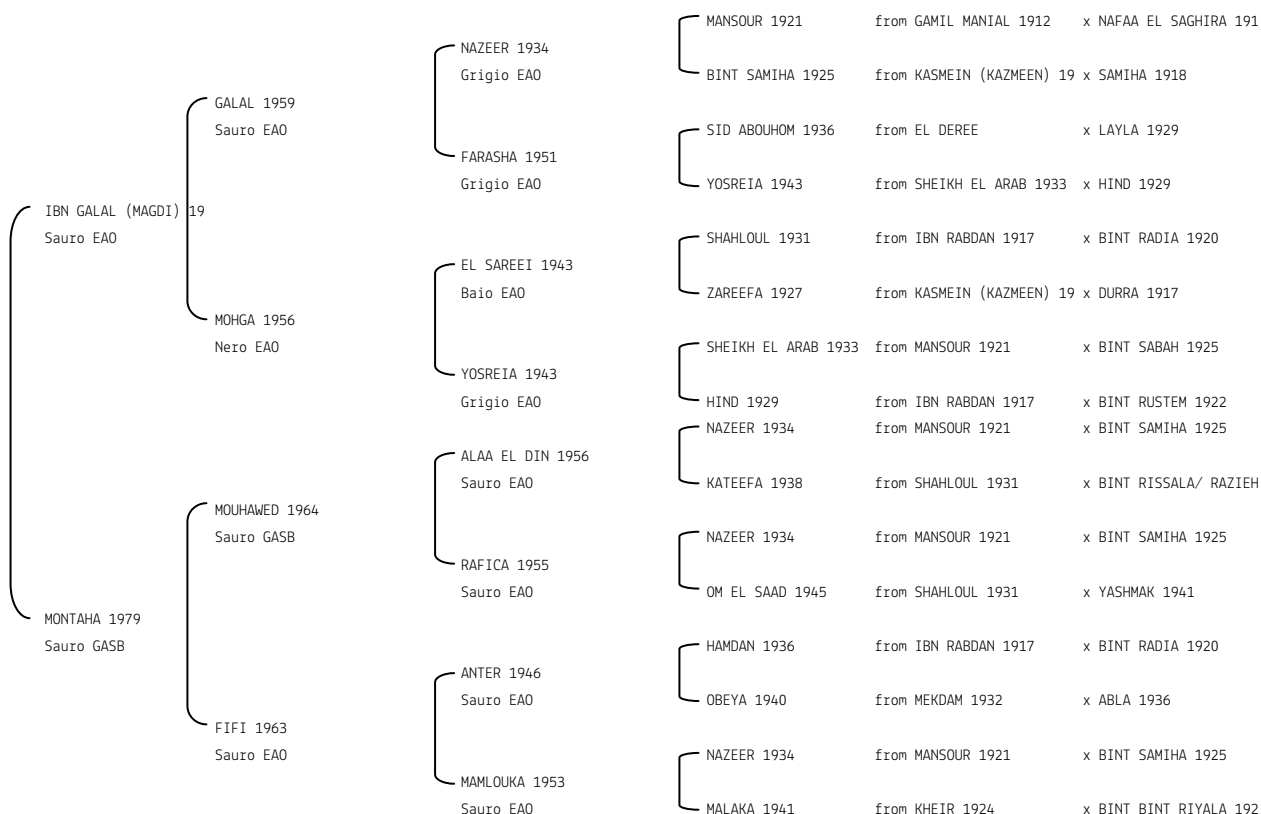 MANSOUR 1921 from GAMIL MANIAL 1912 x NAFAA EL SAGHIRA 191
NAZEER 1934
Grigio EAO
BINT SAMIHA 1925 from KASMEIN (KAZMEEN) 19 x SAMIHA 1918
GALAL 1959
Sauro EAO
SID ABOUHOM 1936 from EL DEREE x LAYLA 1929
FARASHA 1951
Grigio EAO
YOSREIA 1943 from SHEIKH EL ARAB 1933 x HIND 1929
IBN GALAL (MAGDI) 19
Sauro EAO
SHAHLOUL 1931 from IBN RABDAN 1917 x BINT RADIA 1920
EL SAREEI 1943
Baio EAO
ZAREEFA 1927 from KASMEIN (KAZMEEN) 19 x DURRA 1917
MOHGA 1956
Nero EAO
SHEIKH EL ARAB 1933 from MANSOUR 1921 x BINT SABAH 1925
YOSREIA 1943
Grigio EAO
HIND 1929 from IBN RABDAN 1917 x BINT RUSTEM 1922
NAZEER 1934 from MANSOUR 1921 x BINT SAMIHA 1925
ALAA EL DIN 1956
Sauro EAO
KATEEFA 1938 from SHAHLOUL 1931 x BINT RISSALA/ RAZIEH
MOUHAWED 1964
Sauro GASB
NAZEER 1934 from MANSOUR 1921 x BINT SAMIHA 1925
RAFICA 1955
Sauro EAO
OM EL SAAD 1945 from SHAHLOUL 1931 x YASHMAK 1941
MONTAHA 1979
Sauro GASB
HAMDAN 1936 from IBN RABDAN 1917 x BINT RADIA 1920
ANTER 1946
Sauro EAO
OBEYA 1940 from MEKDAM 1932 x ABLA 1936
FIFI 1963
Sauro EAO
NAZEER 1934 from MANSOUR 1921 x BINT SAMIHA 1925
MAMLOUKA 1953
Sauro EAO
MALAKA 1941 from KHEIR 1924 x BINT BINT RIYALA 192